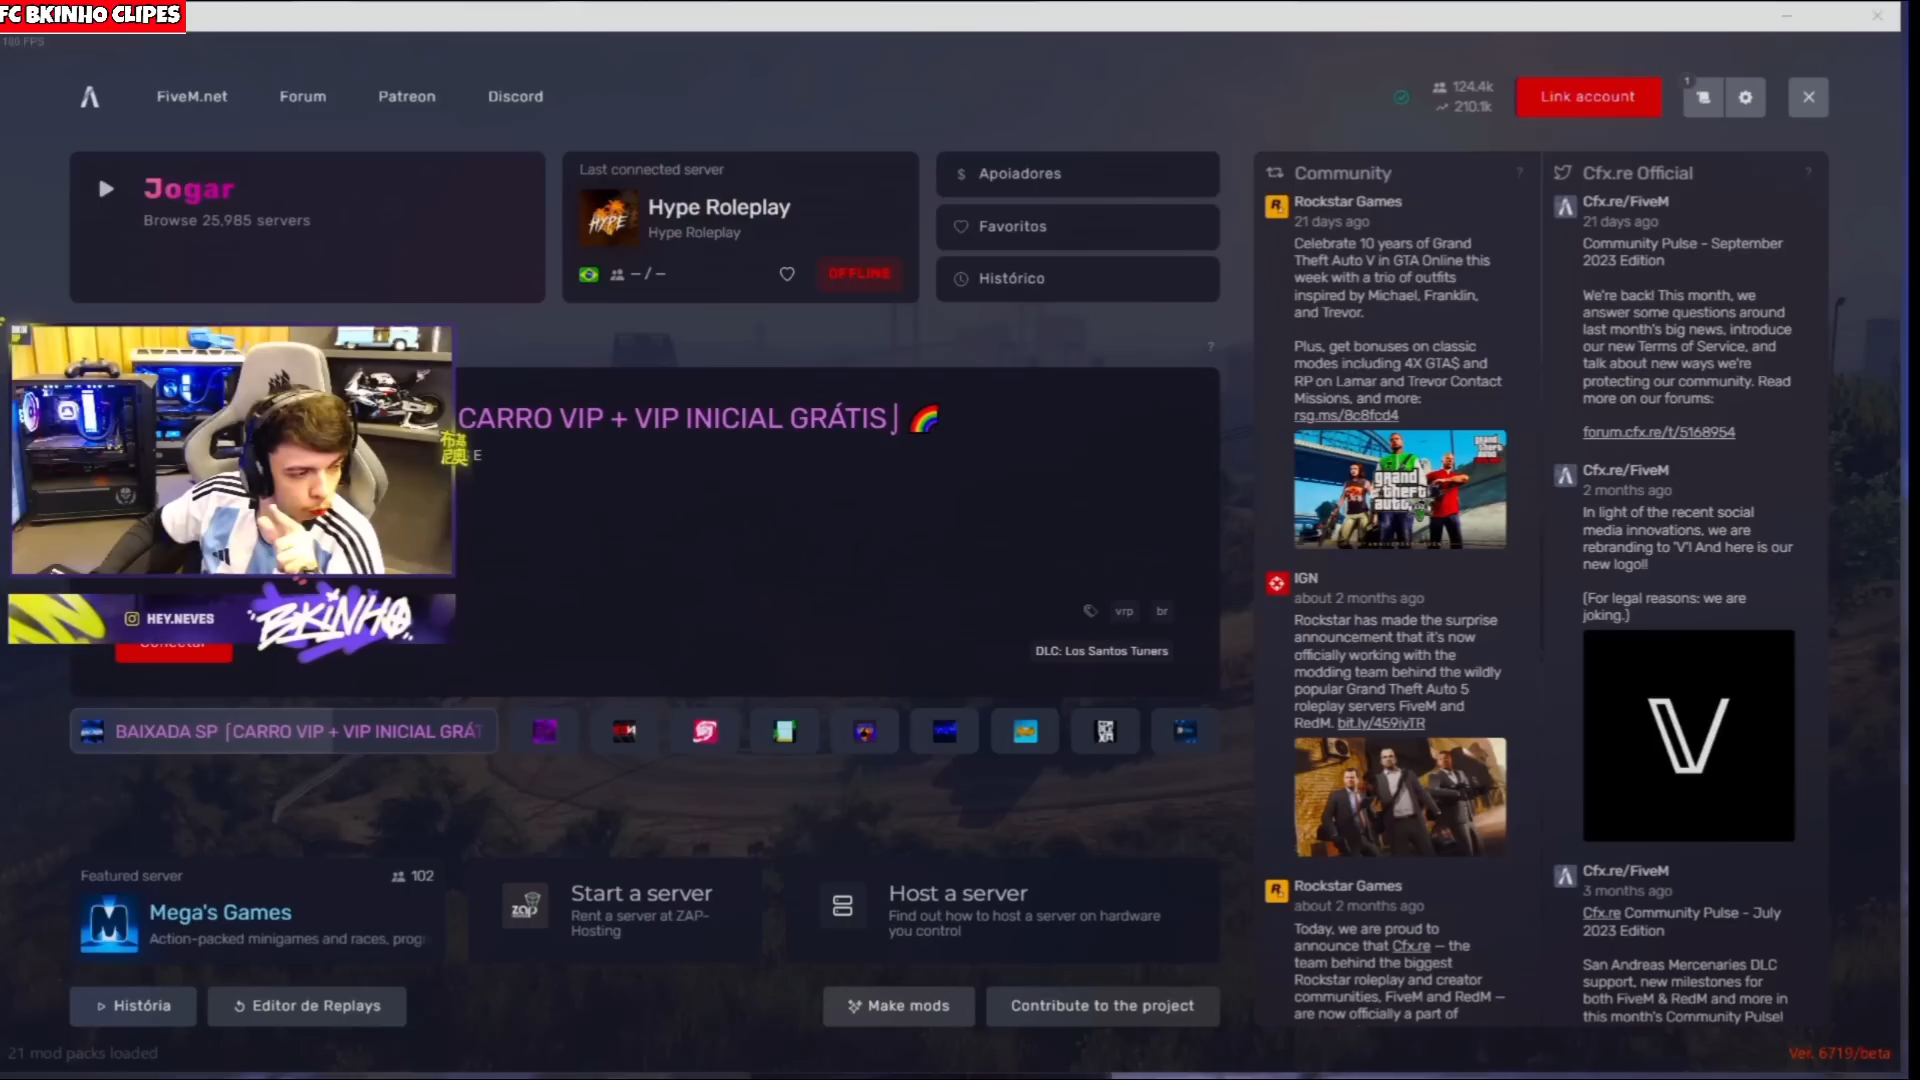 FC BKINHO CLIPES
180 FPS
FiveM.net
Forum
Patreon
Discord
124.4k
210.1k
Link account
1
Jogar
Browse 25,985 servers
Last connected server
HYPE
Hype Roleplay
Hype Roleplay
– / –
OFFLINE
$ Apoiadores
Favoritos
Histórico
?
CARRO VIP + VIP INICIAL GRÁTIS⌋ 🌈
E
HEY.NEVES
BKINHO
Conectar
vrp
br
DLC: Los Santos Tuners
BAIXADA SP ⌈CARRO VIP + VIP INICIAL GRÁT
Featured server
102
Mega's Games
Action-packed minigames and races, prog
zap
Start a server
Rent a server at ZAP-
Hosting
Host a server
Find out how to host a server on hardware
you control
História
Editor de Replays
Make mods
Contribute to the project
21 mod packs loaded
Community
?
Rockstar Games
21 days ago
Celebrate 10 years of Grand
Theft Auto V in GTA Online this
week with a trio of outfits
inspired by Michael, Franklin,
and Trevor.
Plus, get bonuses on classic
modes including 4X GTA$ and
RP on Lamar and Trevor Contact
Missions, and more:
rsg.ms/8c8fcd4
grand
theft
auto
IGN
about 2 months ago
Rockstar has made the surprise
announcement that it's now
officially working with the
modding team behind the wildly
popular Grand Theft Auto 5
roleplay servers FiveM and
RedM. bit.ly/459iyTR
Rockstar Games
about 2 months ago
Today, we are proud to
announce that Cfx.re – the
team behind the biggest
Rockstar roleplay and creator
communities, FiveM and RedM –
are now officially a part of
Cfx.re Official
?
Cfx.re/FiveM
21 days ago
Community Pulse - September
2023 Edition
We're back! This month, we
answer some questions around
last month's big news, introduce
our new Terms of Service, and
talk about new ways we're
protecting our community. Read
more on our forums:
forum.cfx.re/t/5168954
Cfx.re/FiveM
2 months ago
In light of the recent social
media innovations, we are
rebranding to 'V'! And here is our
new logo!!
(For legal reasons: we are
joking.)
V
Cfx.re/FiveM
3 months ago
Cfx.re Community Pulse - July
2023 Edition
San Andreas Mercenaries DLC
support, new milestones for
both FiveM & RedM and more in
this month's Community Pulse!
Ver. 6719/beta